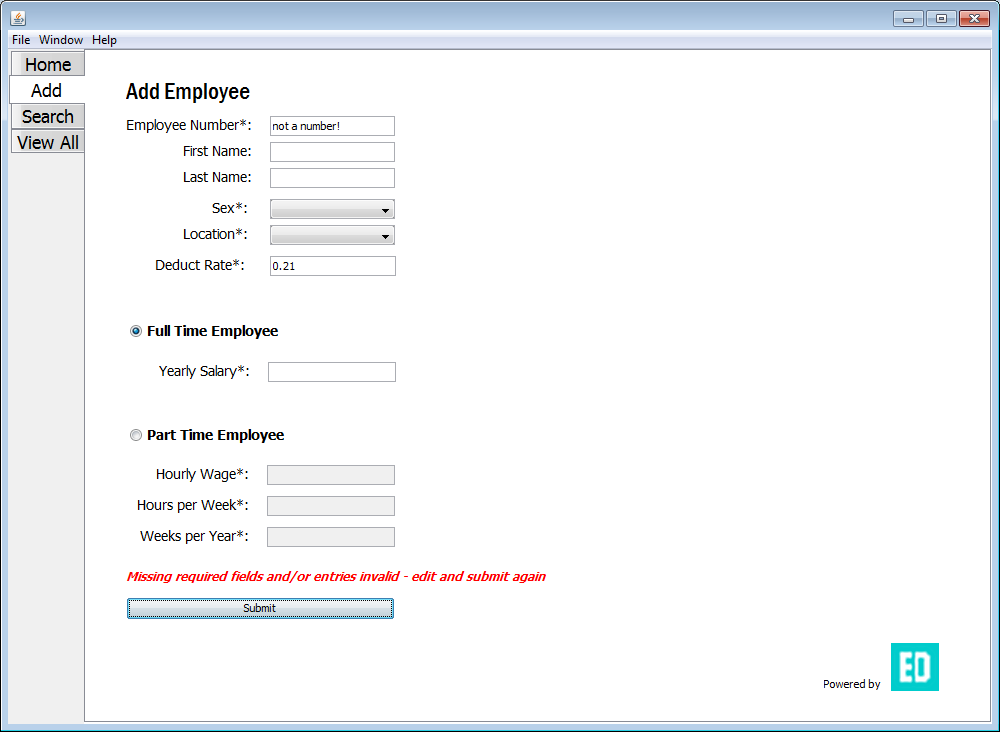 File Window Help
Home
Add
Search
View All
Add Employee
Employee Number*: not a number!
First Name:
Last Name:
Sex*:
Location*:
Deduct Rate*: 0.21
Full Time Employee
Yearly Salary*:
Part Time Employee
Hourly Wage*:
Hours per Week*:
Weeks per Year*:
Missing required fields and/or entries invalid - edit and submit again
Submit
Powered by ED